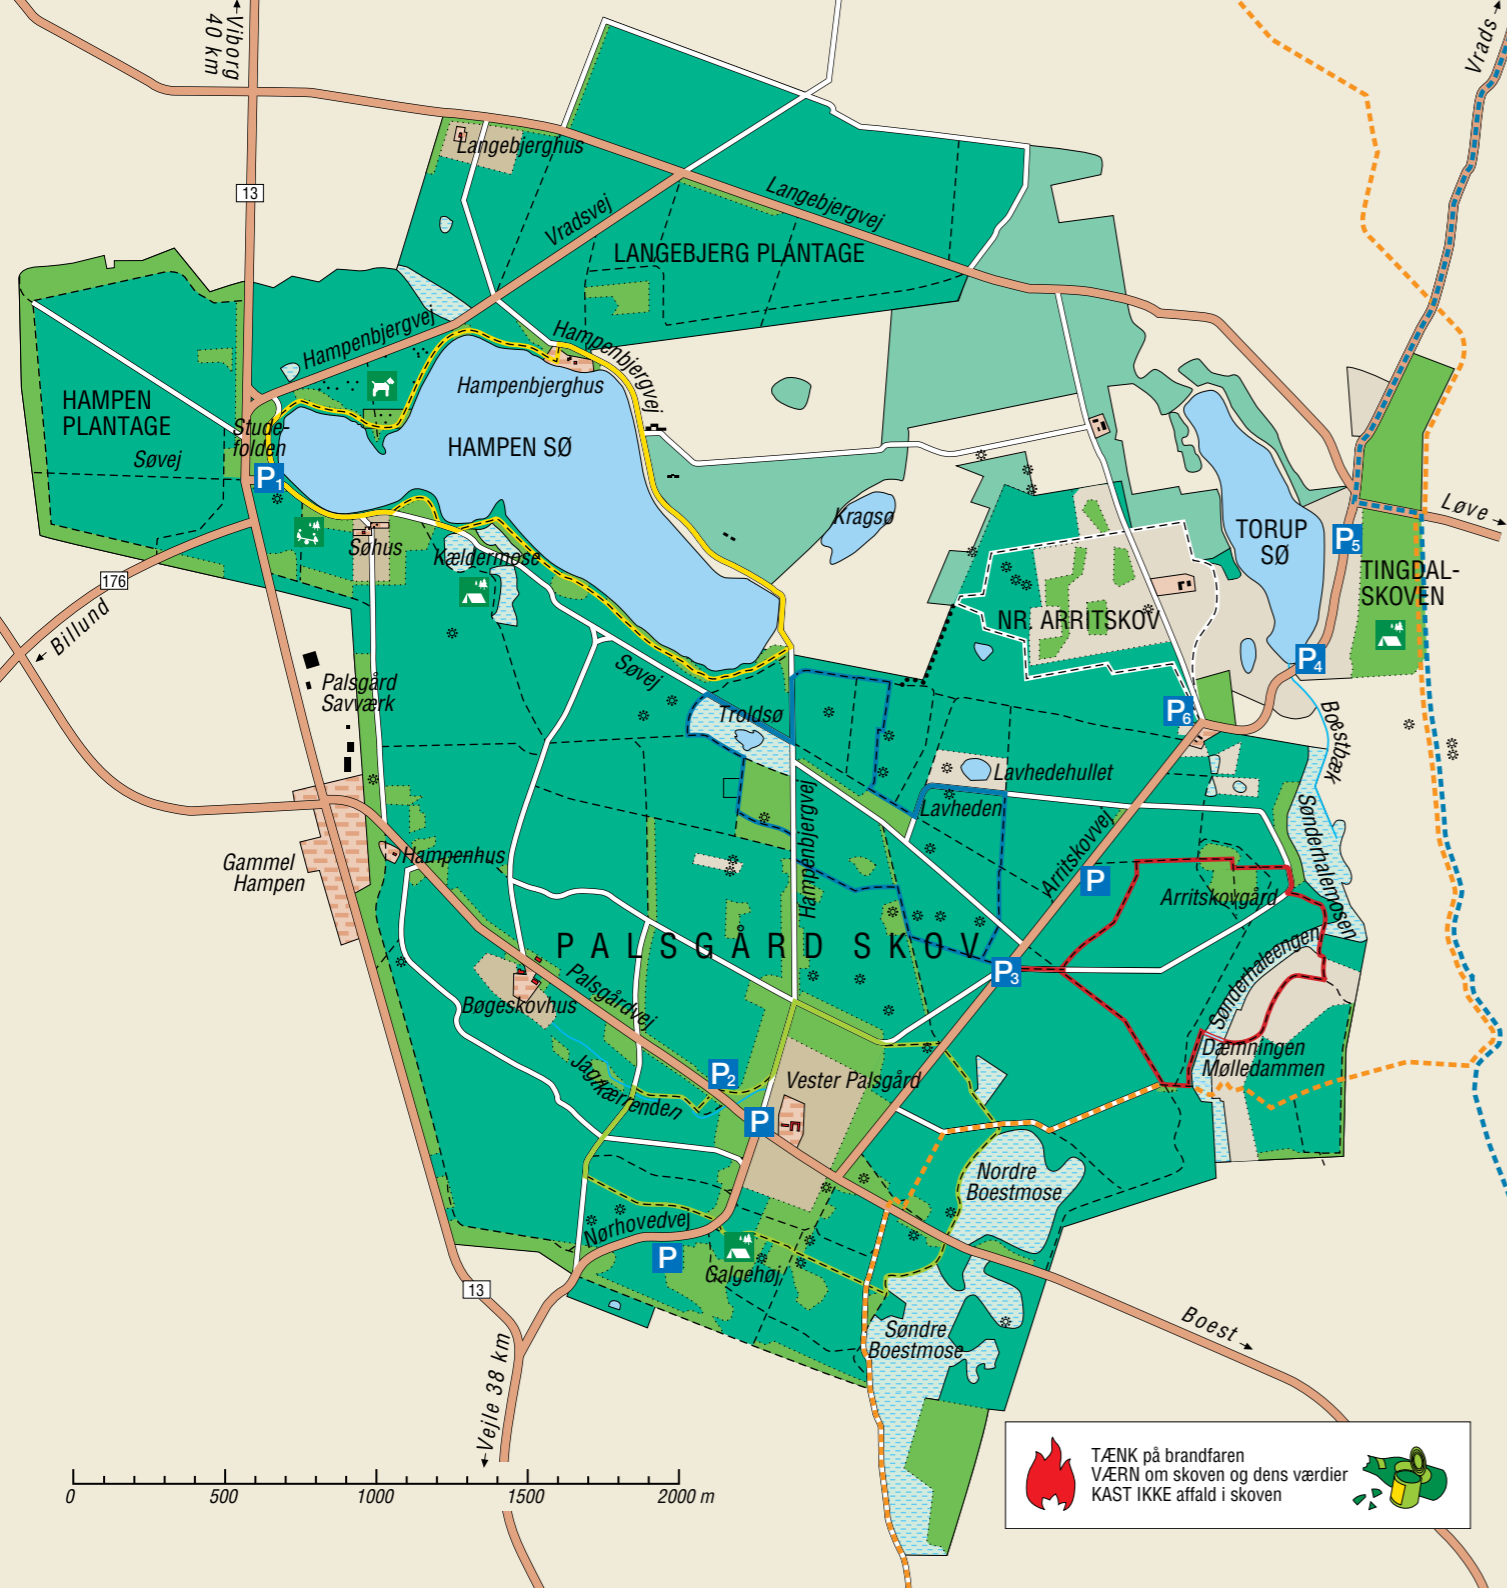 Viborg
40 km
Vrads
13
Langebjerghus
Vradsvej
Langebjergvej
LANGEBJERG PLANTAGE
Hampenbjergvej
Hampenbjergvej
Hampenbjerghus
HAMPEN
PLANTAGE
Søvej
Stude-
folden
P1
HAMPEN SØ
Søhus
Kældermose
Kragsø
TORUP
SØ
P5
Løve
TINGDAL-
SKOVEN
176
Billund
NR. ARRITSKOV
P4
P6
Palsgård
Savværk
Søvej
Troldsø
Boestbæk
Lavhedehullet
Lavheden
Hampenbjergvej
Arritskovvej
Sønderhalemosen
Gammel
Hampen
Hampenhus
P
Arritskovgård
PALSGÅRD SKOV
P3
Sønderhaleengen
Palsgårdvej
Bøgeskovhus
Dæmningen
Mølledammen
Jagtkærrenden
P2
Vester Palsgård
P
Nordre
Boestmose
Nørhovedvej
P
Galgehøj
13
Søndre
Boestmose
Boest
Vejle 38 km
0 500 1000 1500 2000 m
TÆNK på brandfaren
VÆRN om skoven og dens værdier
KAST IKKE affald i skoven